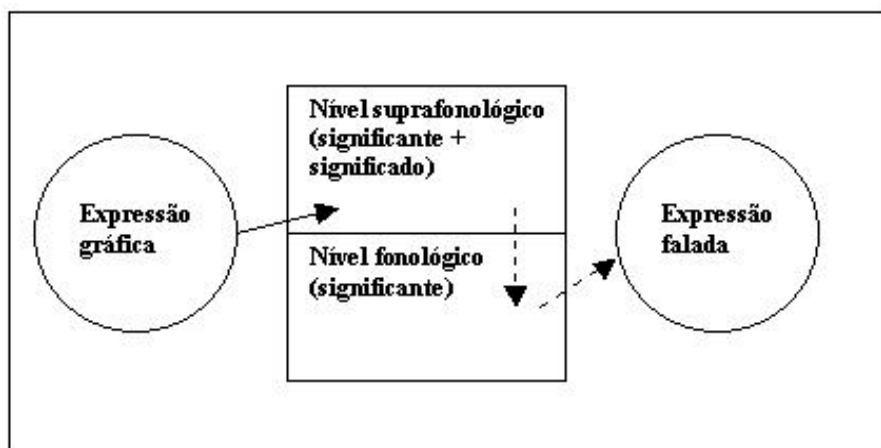 Expressão
gráfica
Nível suprafonológico
(significante +
significado)
Nível fonológico
(significante)
Expressão
falada